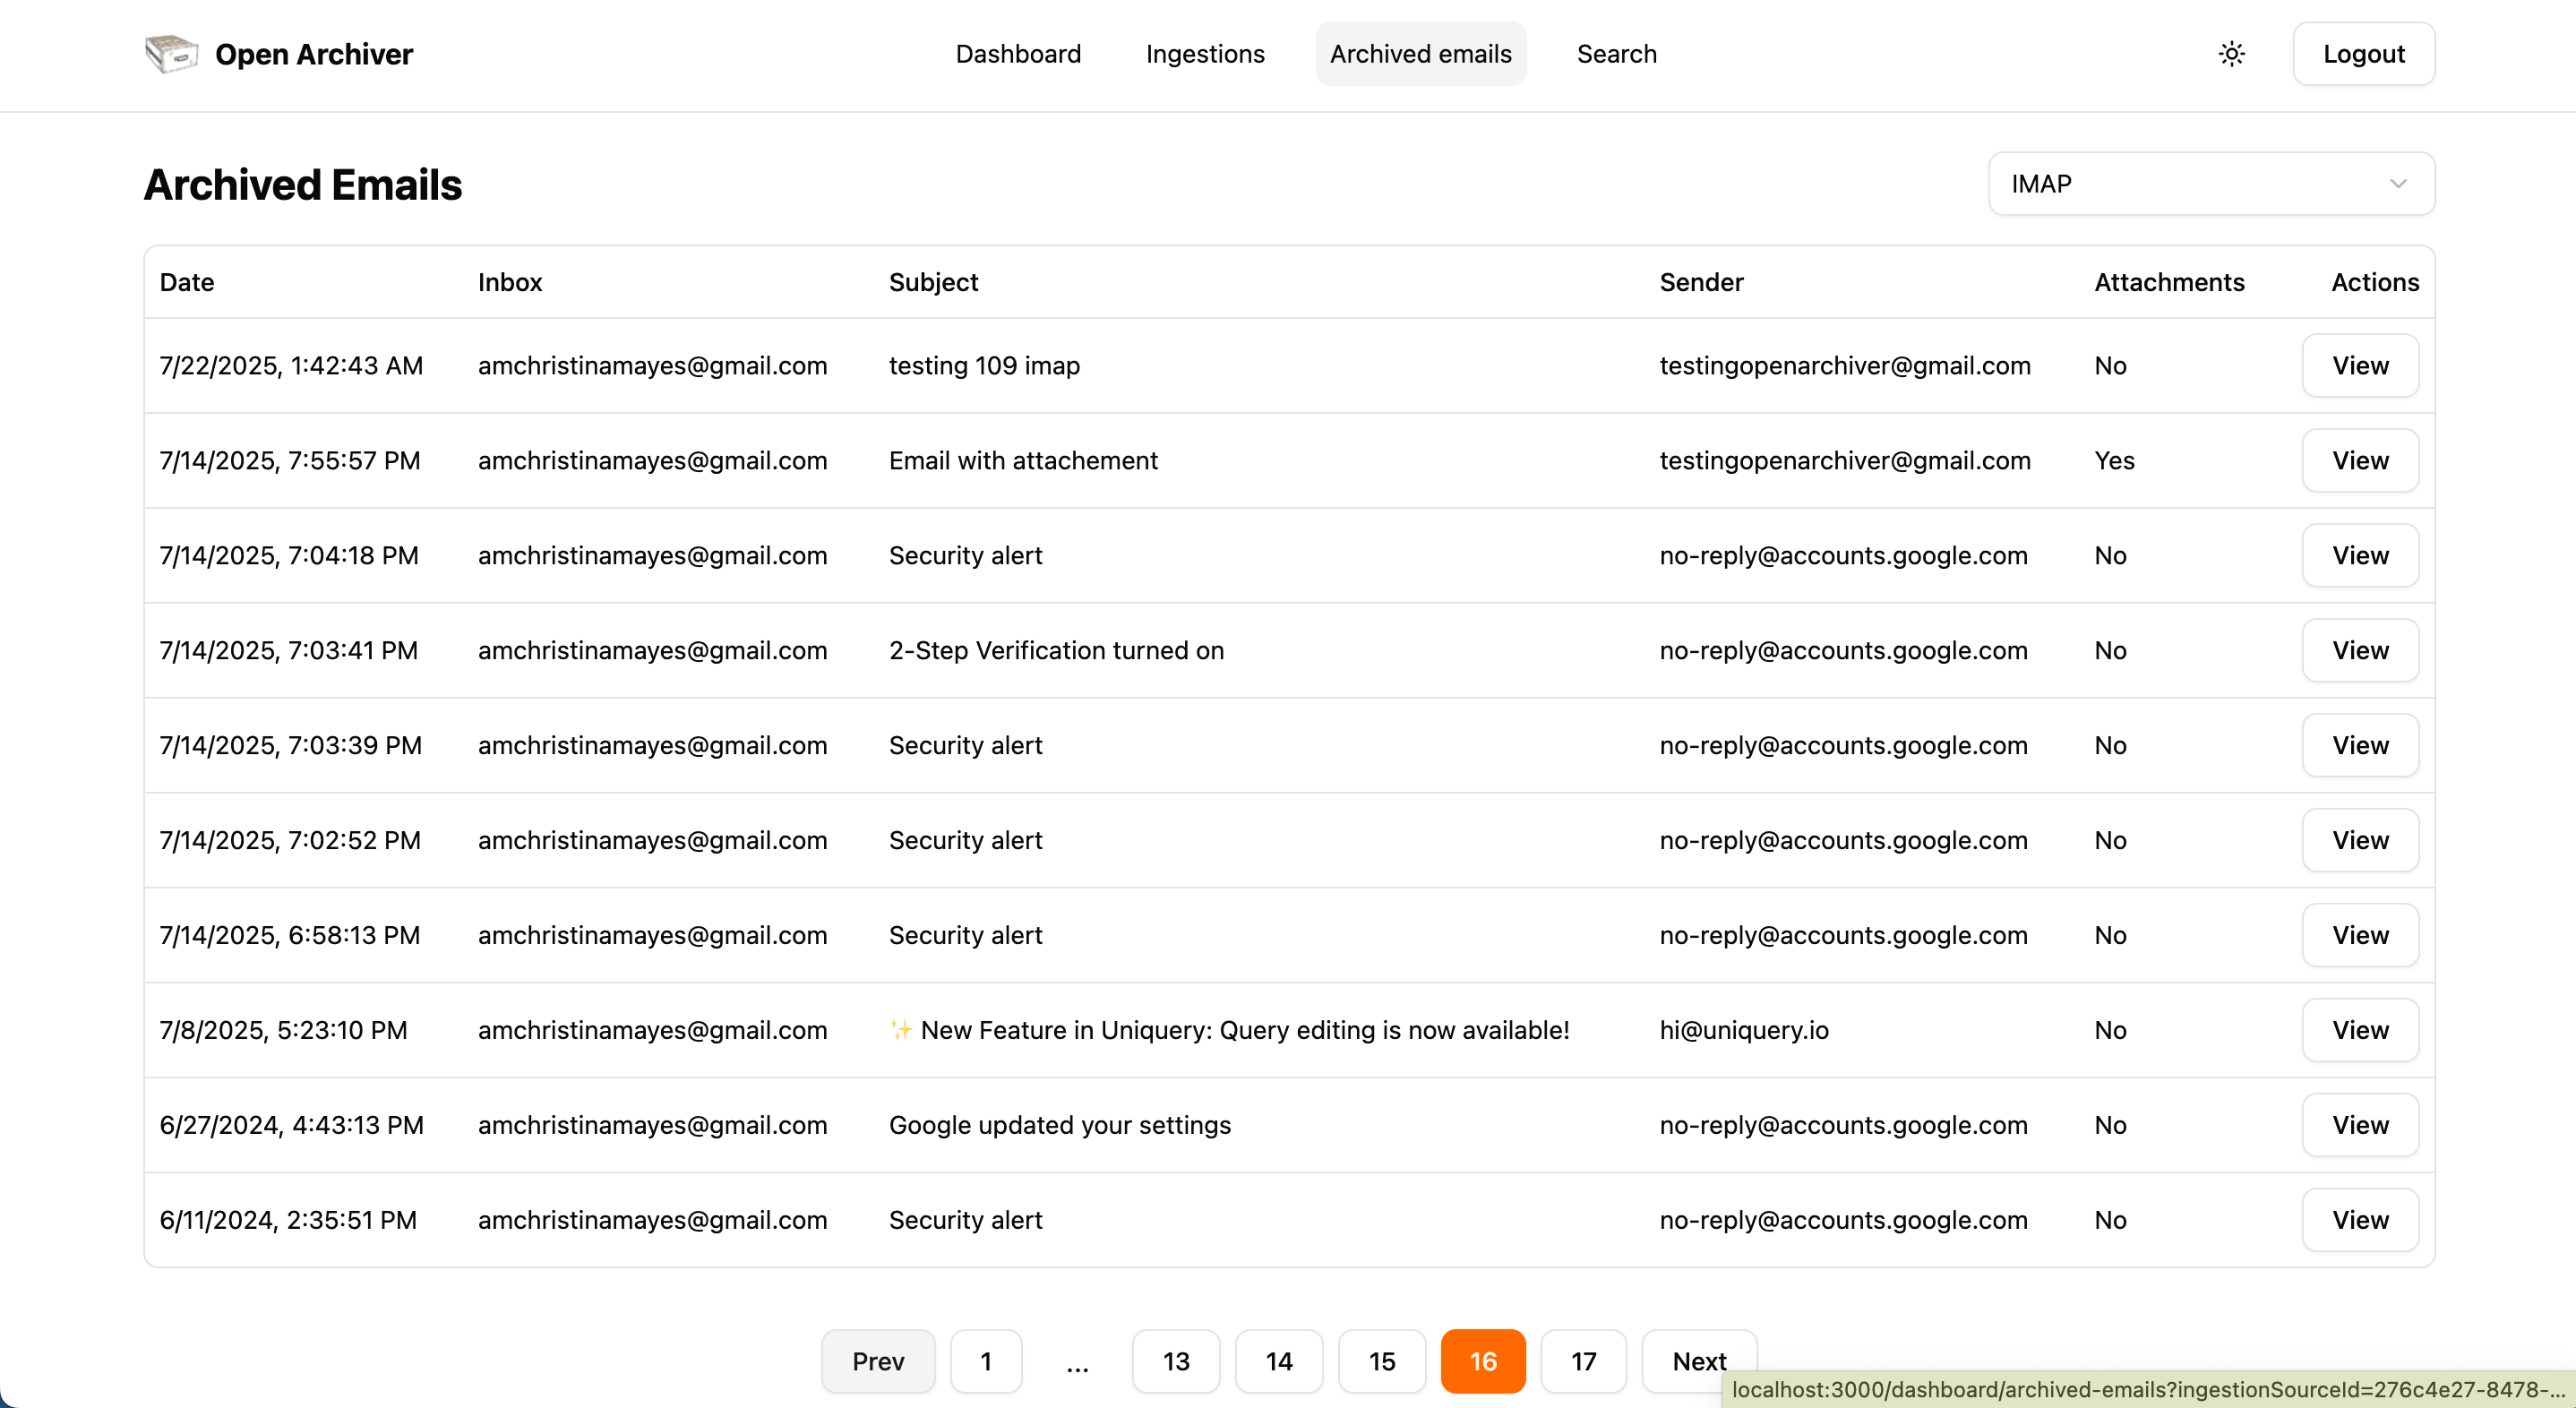 Open Archiver Dashboard Ingestions Archived emails Search Logout
Archived Emails IMAP
Date Inbox Subject Sender Attachments Actions
7/22/2025, 1:42:43 AM amchristinamayes@gmail.com testing 109 imap testingopenarchiver@gmail.com No View
7/14/2025, 7:55:57 PM amchristinamayes@gmail.com Email with attachement testingopenarchiver@gmail.com Yes View
7/14/2025, 7:04:18 PM amchristinamayes@gmail.com Security alert no-reply@accounts.google.com No View
7/14/2025, 7:03:41 PM amchristinamayes@gmail.com 2-Step Verification turned on no-reply@accounts.google.com No View
7/14/2025, 7:03:39 PM amchristinamayes@gmail.com Security alert no-reply@accounts.google.com No View
7/14/2025, 7:02:52 PM amchristinamayes@gmail.com Security alert no-reply@accounts.google.com No View
7/14/2025, 6:58:13 PM amchristinamayes@gmail.com Security alert no-reply@accounts.google.com No View
7/8/2025, 5:23:10 PM amchristinamayes@gmail.com ✨ New Feature in Uniquery: Query editing is now available! hi@uniquery.io No View
6/27/2024, 4:43:13 PM amchristinamayes@gmail.com Google updated your settings no-reply@accounts.google.com No View
6/11/2024, 2:35:51 PM amchristinamayes@gmail.com Security alert no-reply@accounts.google.com No View
Prev 1 ... 13 14 15 16 17 Next
localhost:3000/dashboard/archived-emails?ingestionSourceId=276c4e27-8478-...